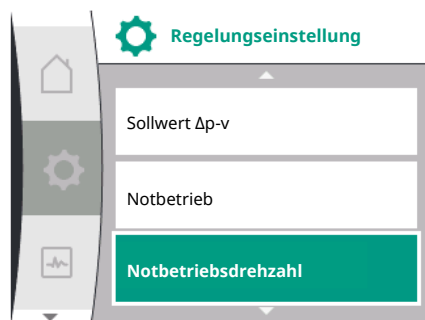 Regelungseinstellung
Sollwert Δp-v
Notbetrieb
Notbetriebsdrehzahl